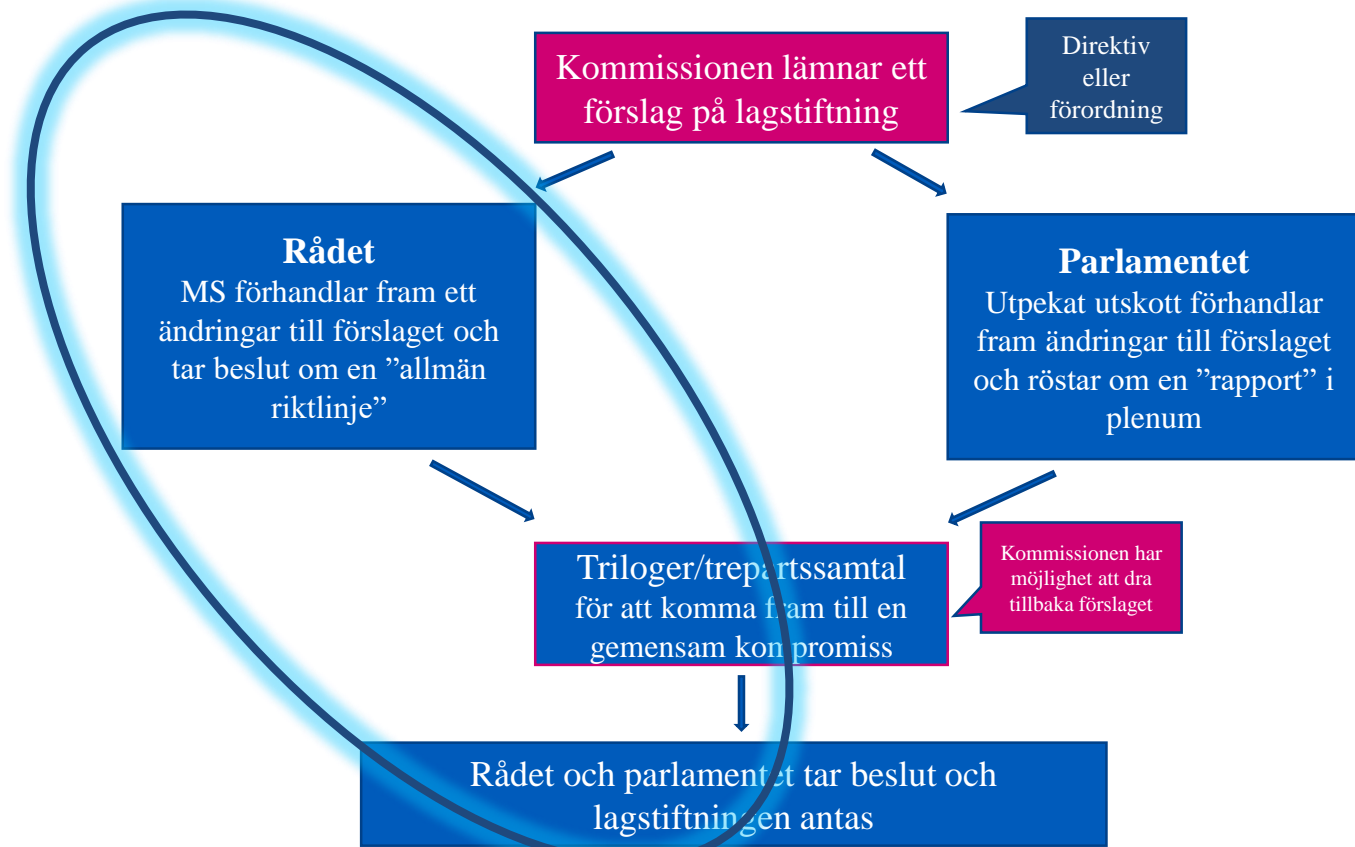 Kommissionen lämnar ett
förslag på lagstiftning
Direktiv
eller
förordning
Rådet
MS förhandlar fram ett
ändringar till förslaget och
tar beslut om en ”allmän
riktlinje”
Parlamentet
Utpekat utskott förhandlar
fram ändringar till förslaget
och röstar om en ”rapport” i
plenum
Triloger/trepartssamtal
för att komma fram till en
gemensam kompromiss
Kommissionen har
möjlighet att dra
tillbaka förslaget
Rådet och parlamentet tar beslut och
lagstiftningen antas